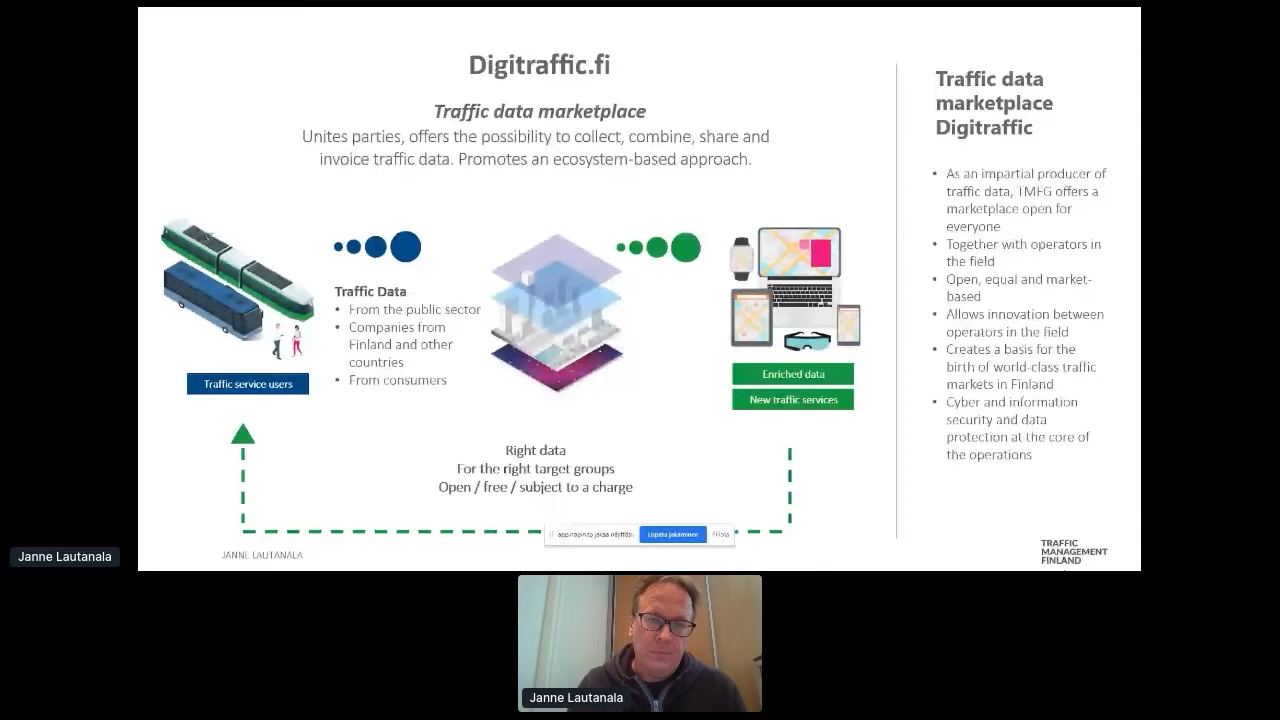 Digitraffic.fi
Traffic data marketplace
Unites parties, offers the possibility to collect, combine, share and
invoice traffic data. Promotes an ecosystem-based approach.
Traffic Data
• From the public sector
• Companies from
Finland and other
countries
• From consumers
Traffic service users
Enriched data
New traffic services
Right data
For the right target groups
Open / free / subject to a charge
jakaa näyttösi.
Lopeta jakaminen
Piilota
JANNE LAUTANALA
Traffic data
marketplace
Digitraffic
• As an impartial producer of
traffic data, TMFG offers a
marketplace open for
everyone
• Together with operators in
the field
• Open, equal and market-
based
• Allows innovation between
operators in the field
• Creates a basis for the
birth of world-class traffic
markets in Finland
• Cyber and information
security and data
protection at the core of
the operations
TRAFFIC
MANAGEMENT
FINLAND
Janne Lautanala
Janne Lautanala